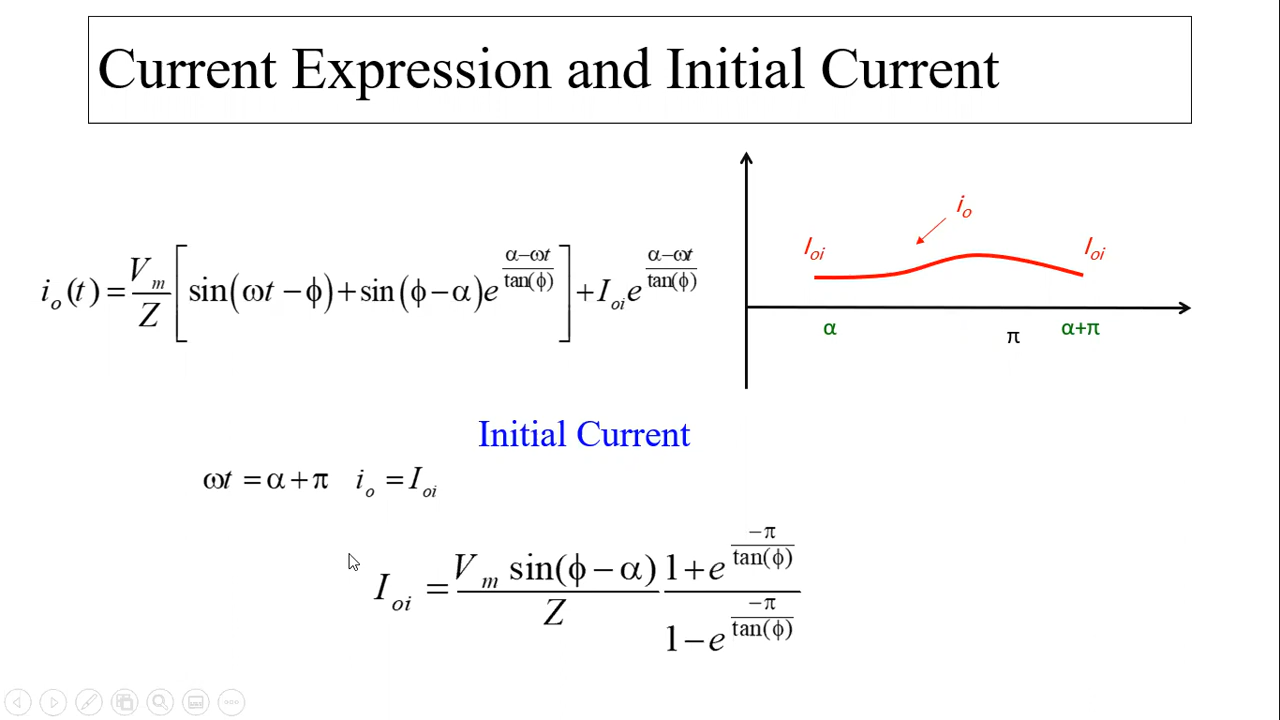 Current Expression and Initial Current
i_o(t) = V_m/Z [sin(ωt − ϕ) + sin(ϕ − α)e^((α−ωt)/tan(ϕ))] + I_oi e^((α−ωt)/tan(ϕ))
i_o
I_oi I_oi
α π α+π
Initial Current
ωt = α + π i_o = I_oi
I_oi = (V_m sin(ϕ − α))/Z (1 + e^(−π/tan(ϕ)))/(1 − e^(−π/tan(ϕ)))